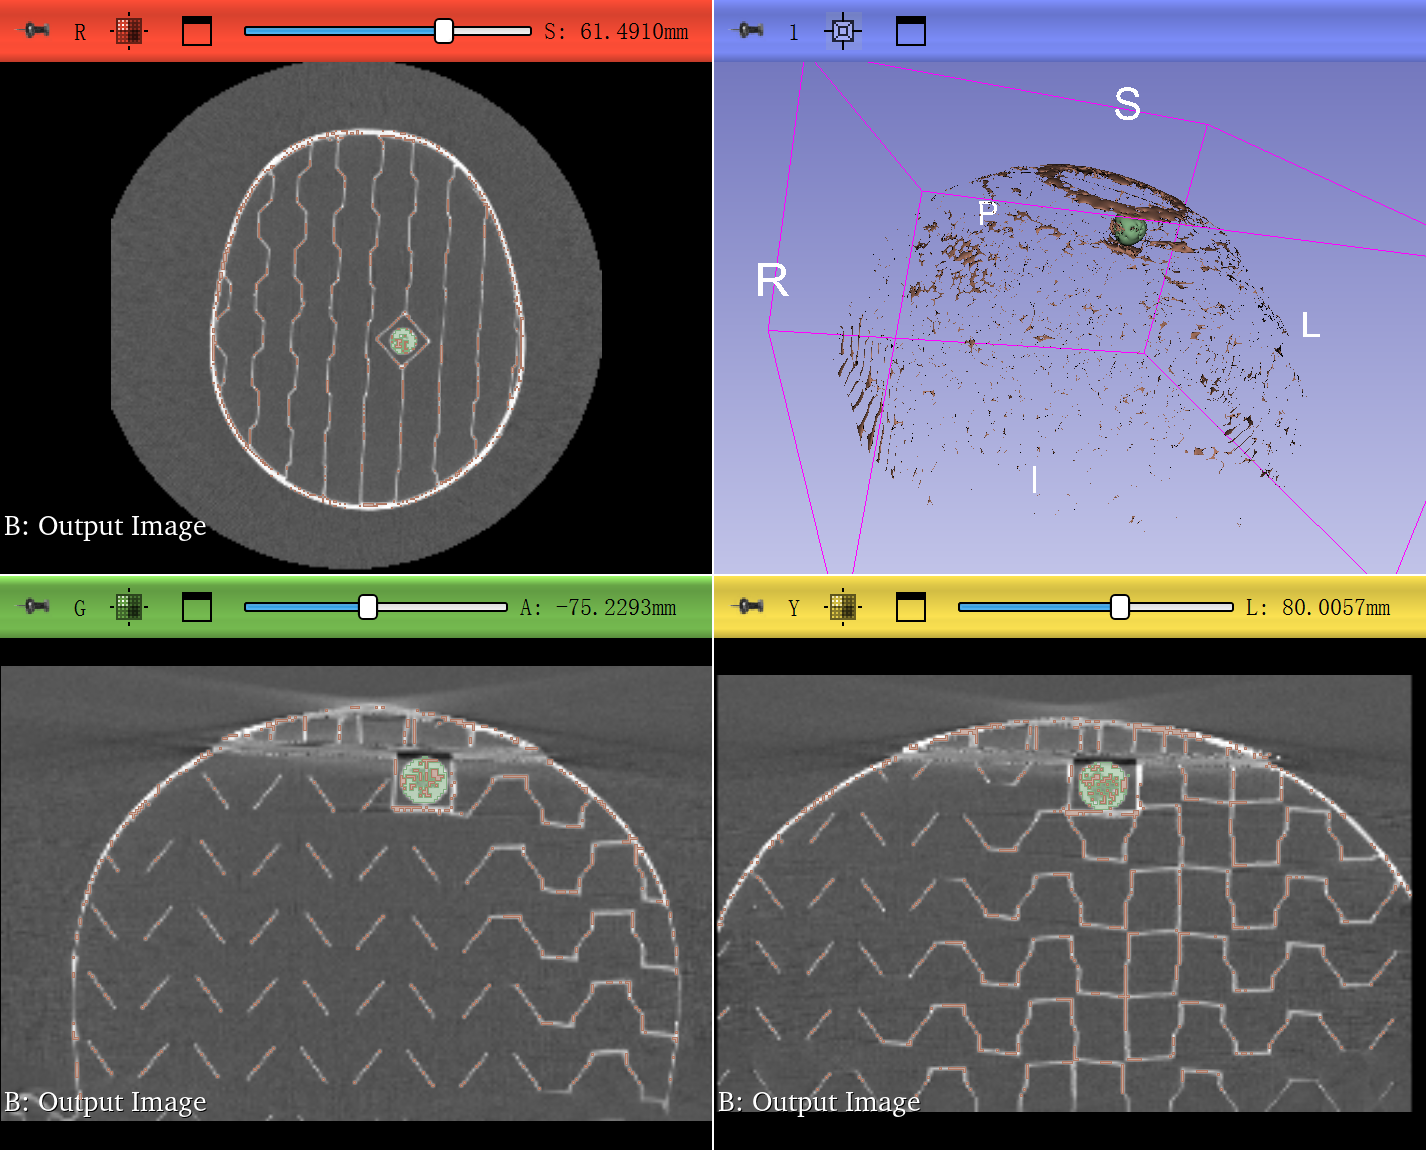 R S: 61.4910mm
1
S
P
R
L
I
B: Output Image
G A: -75.2293mm
Y L: 80.0057mm
B: Output Image
B: Output Image